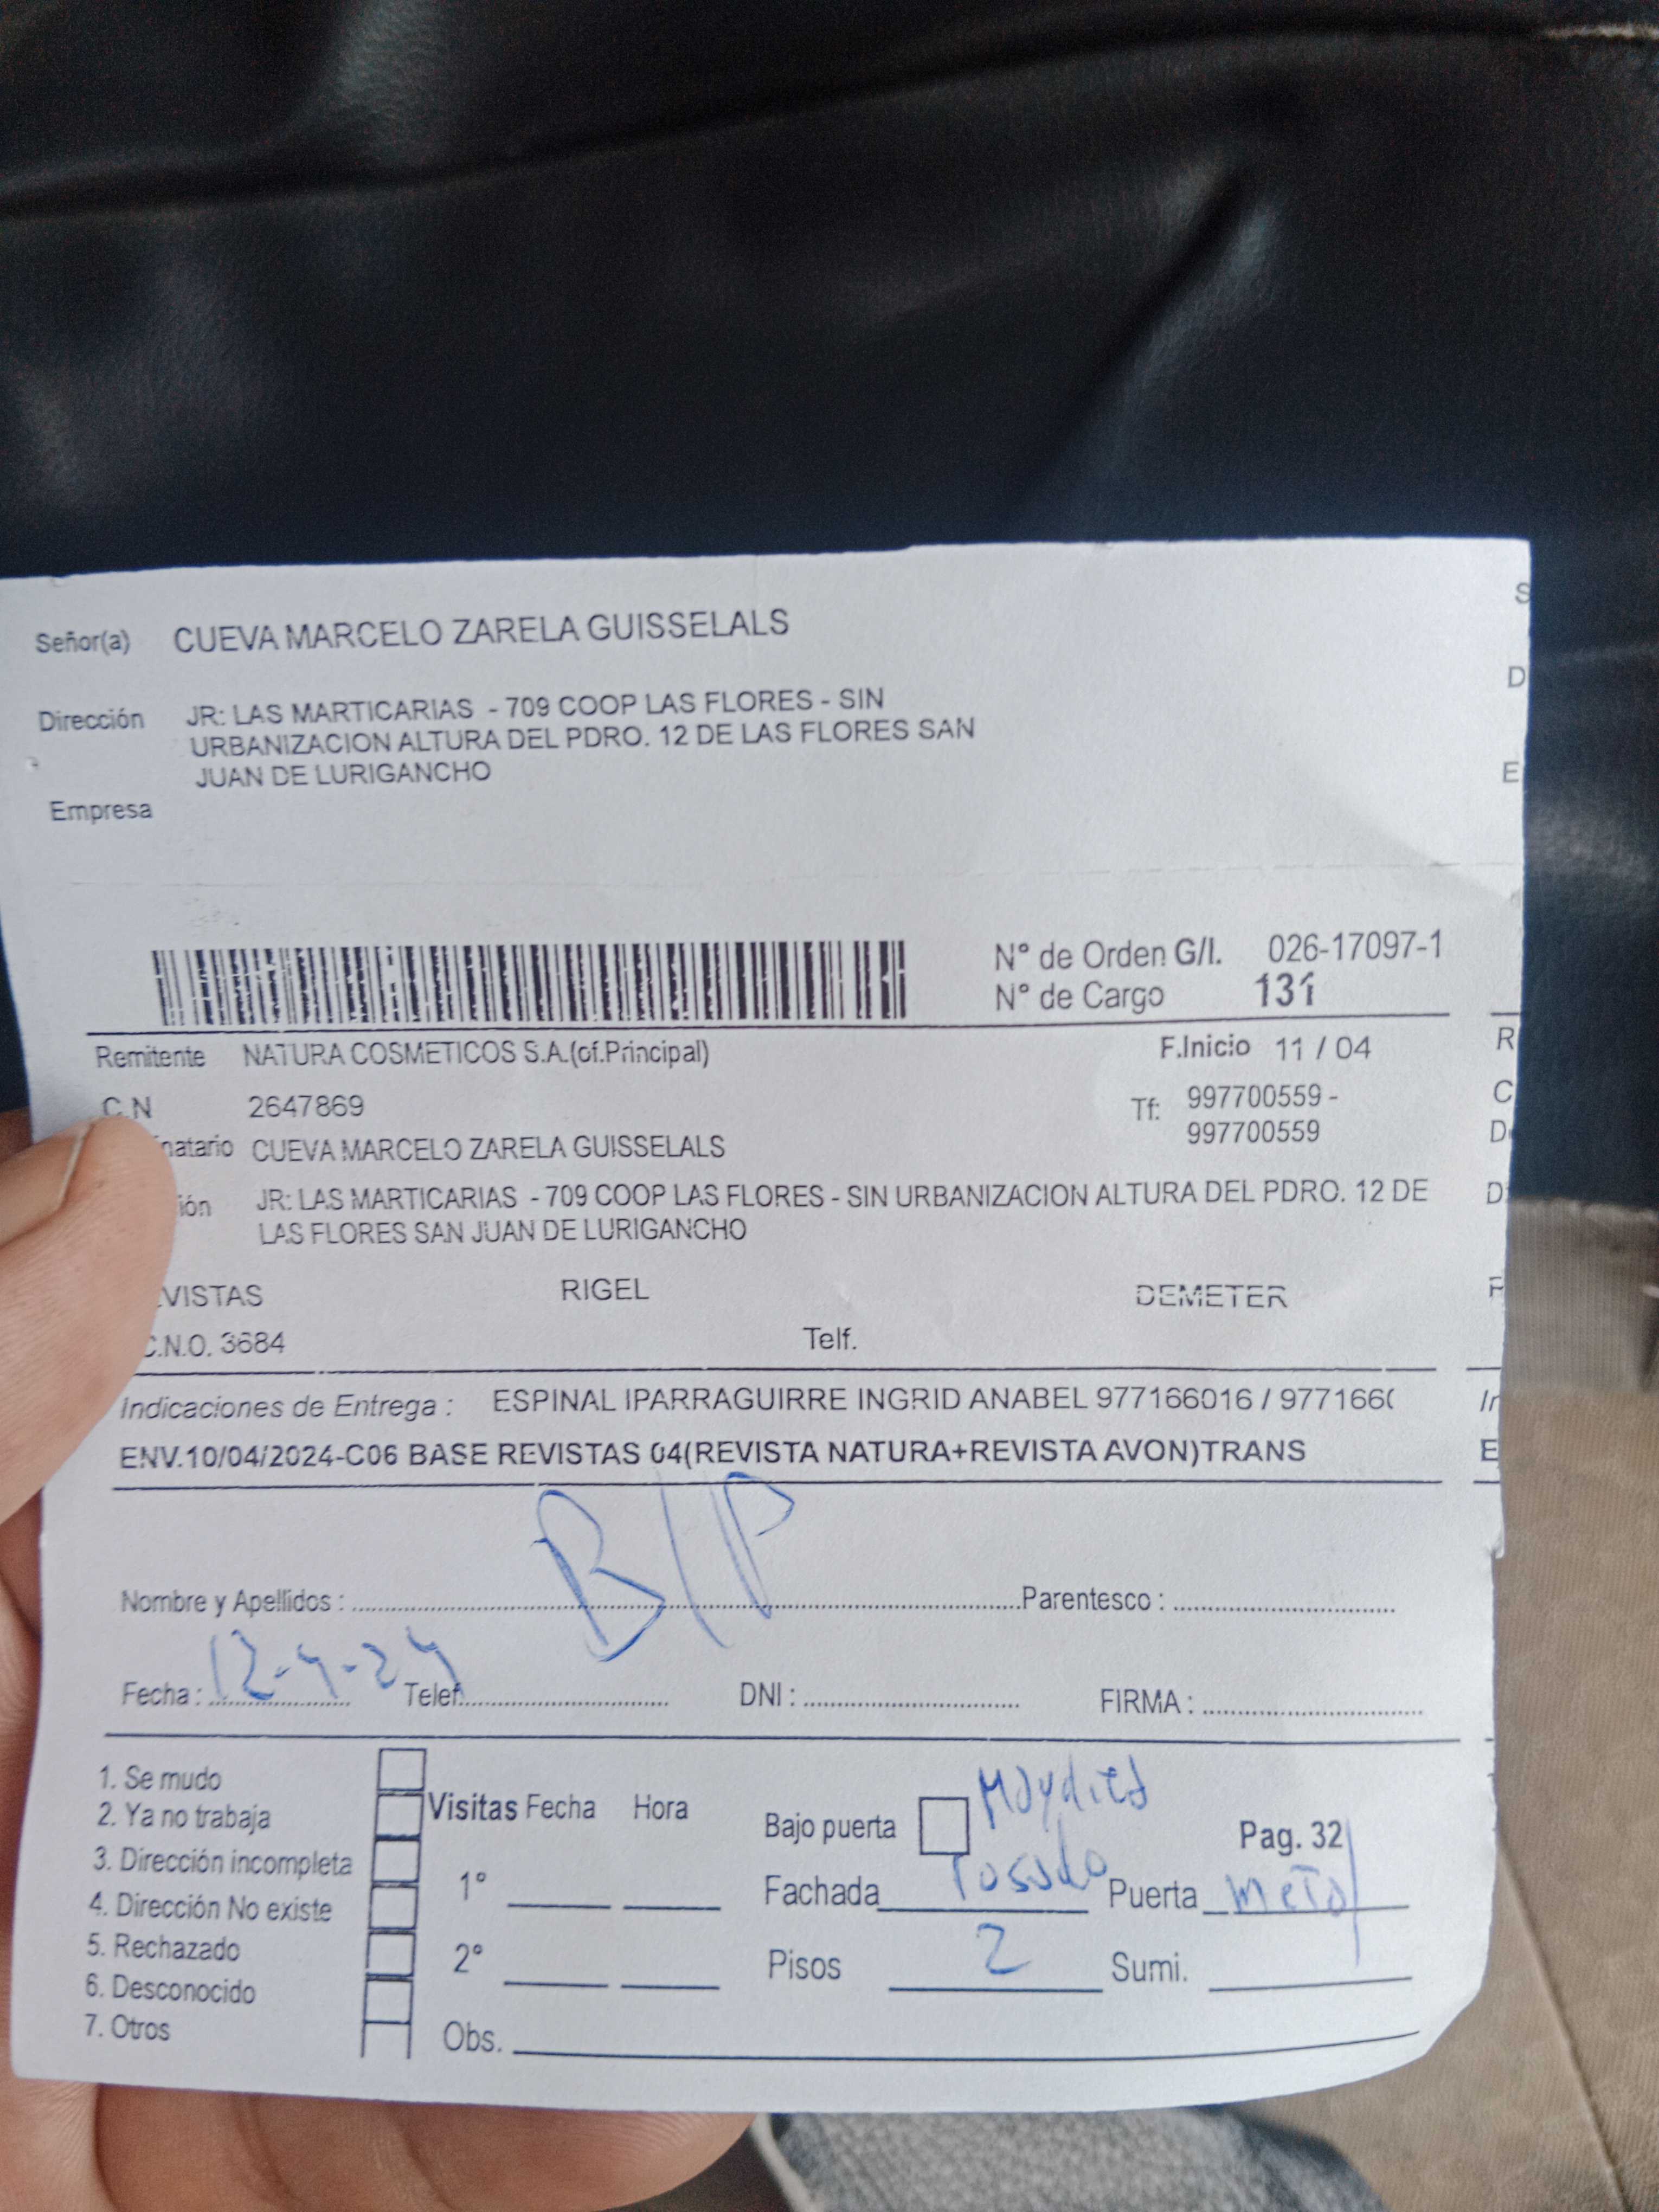 Señor(a) CUEVA MARCELO ZARELA GUISSELALS
Dirección JR: LAS MARTICARIAS - 709 COOP LAS FLORES - SIN
URBANIZACION ALTURA DEL PDRO. 12 DE LAS FLORES SAN
JUAN DE LURIGANCHO
Empresa
S
D
E
N° de Orden G/I. 026-17097-1
N° de Cargo 131
Remitente NATURA COSMETICOS S.A.(of.Principal) F.Inicio 11 / 04 R
C.N 2647869 Tf: 997700559 - C
997700559
natario CUEVA MARCELO ZARELA GUISSELALS D
ión JR: LAS MARTICARIAS - 709 COOP LAS FLORES - SIN URBANIZACION ALTURA DEL PDRO. 12 DE D
LAS FLORES SAN JUAN DE LURIGANCHO
VISTAS RIGEL DEMETER
C.N.O. 3684 Telf.
Indicaciones de Entrega : ESPINAL IPARRAGUIRRE INGRID ANABEL 977166016 / 977166
ENV.10/04/2024-C06 BASE REVISTAS 04(REVISTA NATURA+REVISTA AVON)TRANS E
B/P
Nombre y Apellidos : Parentesco :
Fecha : 12-4-24 Telef. DNI : FIRMA :
1. Se mudo
2. Ya no trabaja
3. Dirección incompleta
4. Dirección No existe
5. Rechazado
6. Desconocido
7. Otros
Visitas Fecha Hora
1°
2°
Obs.
Bajo puerta Pag. 32
Fachada Puerta
Pisos 2 Sumi.